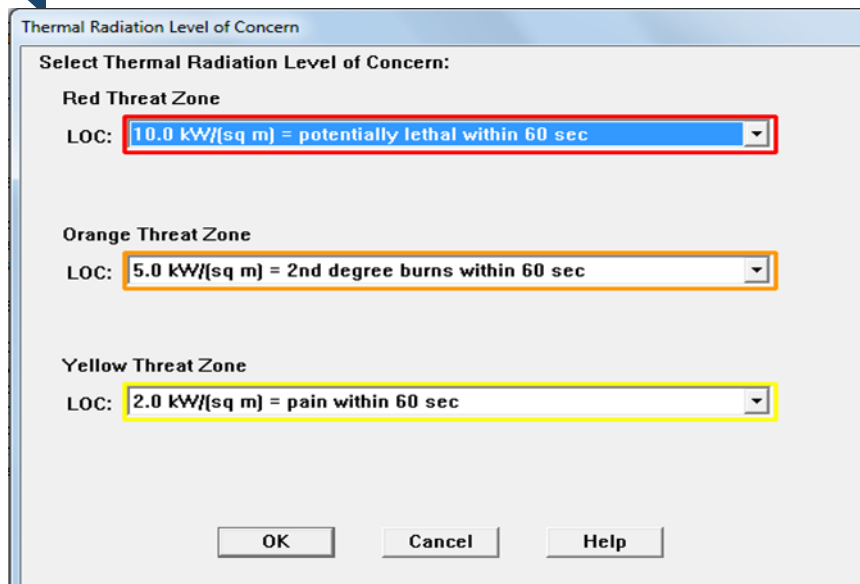 Thermal Radiation Level of Concern
Select Thermal Radiation Level of Concern:
Red Threat Zone
LOC: 10.0 kW/(sq m) = potentially lethal within 60 sec
Orange Threat Zone
LOC: 5.0 kW/(sq m) = 2nd degree burns within 60 sec
Yellow Threat Zone
LOC: 2.0 kW/(sq m) = pain within 60 sec
OK Cancel Help